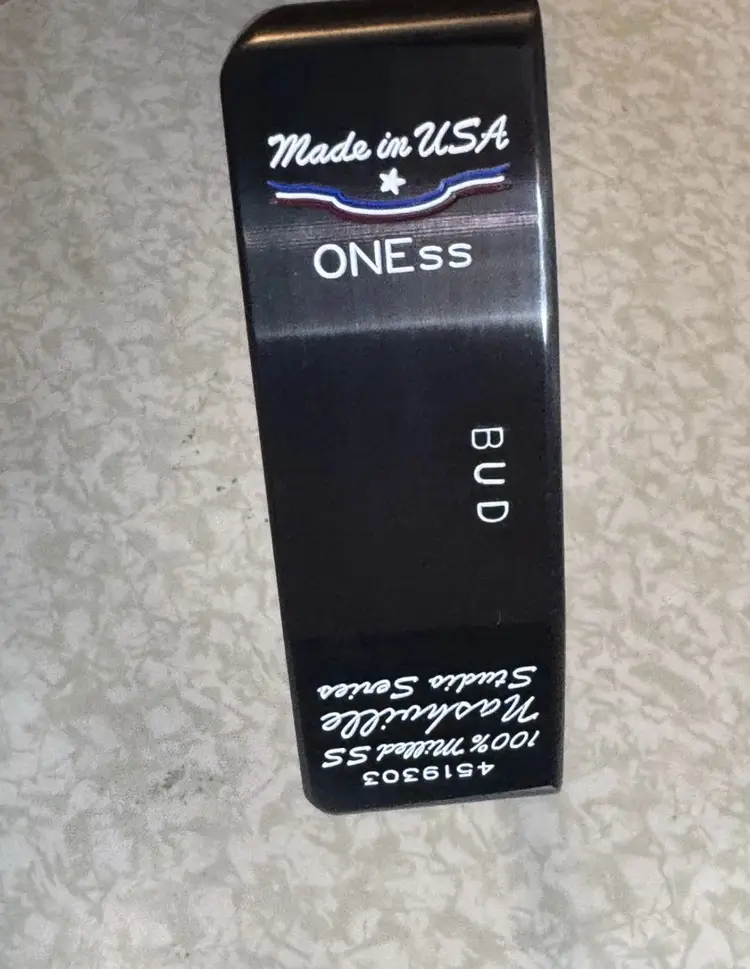 Made in USA
ONEss
BUD
4519303
100% Milled SS
Nashville
Studio Series